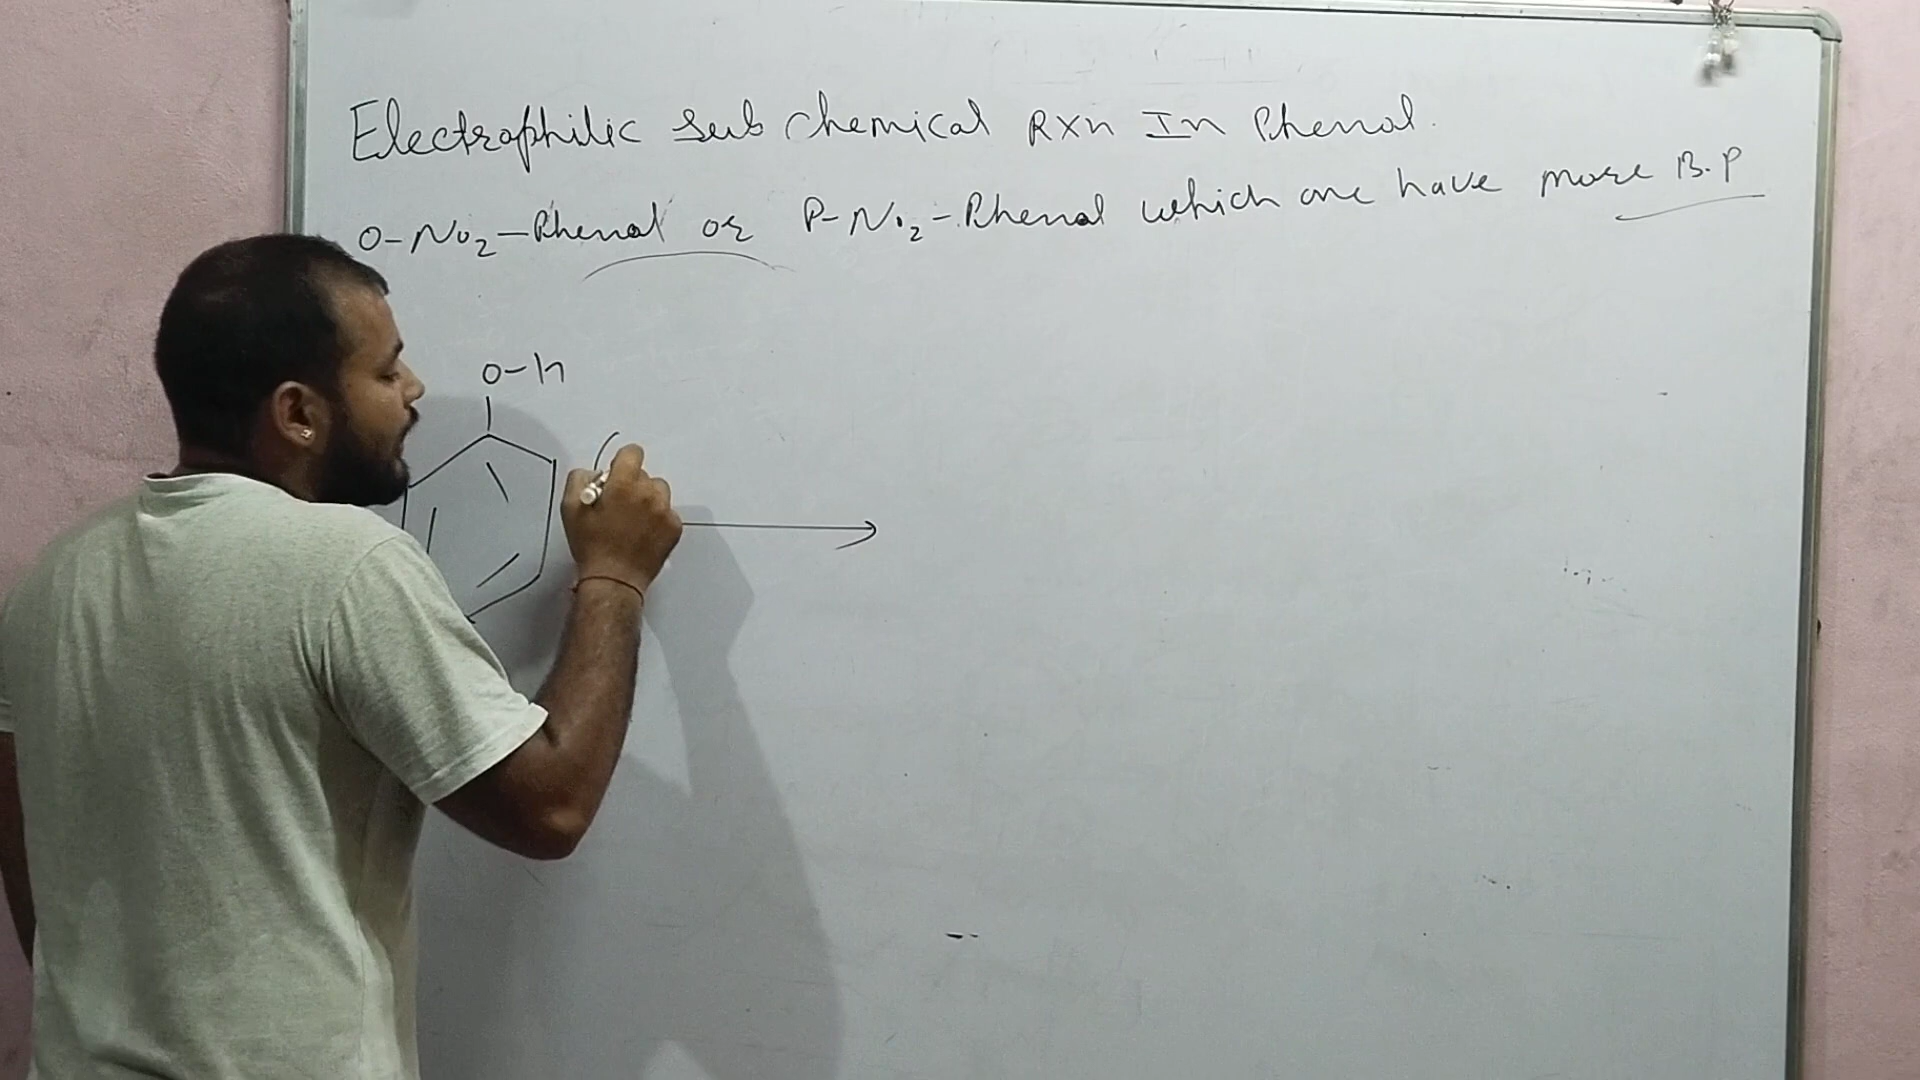 Electrophilic sub chemical Rxn In Phenol.
O-No2-Phenol or P-No2-Phenol which one have more B.P
O-H